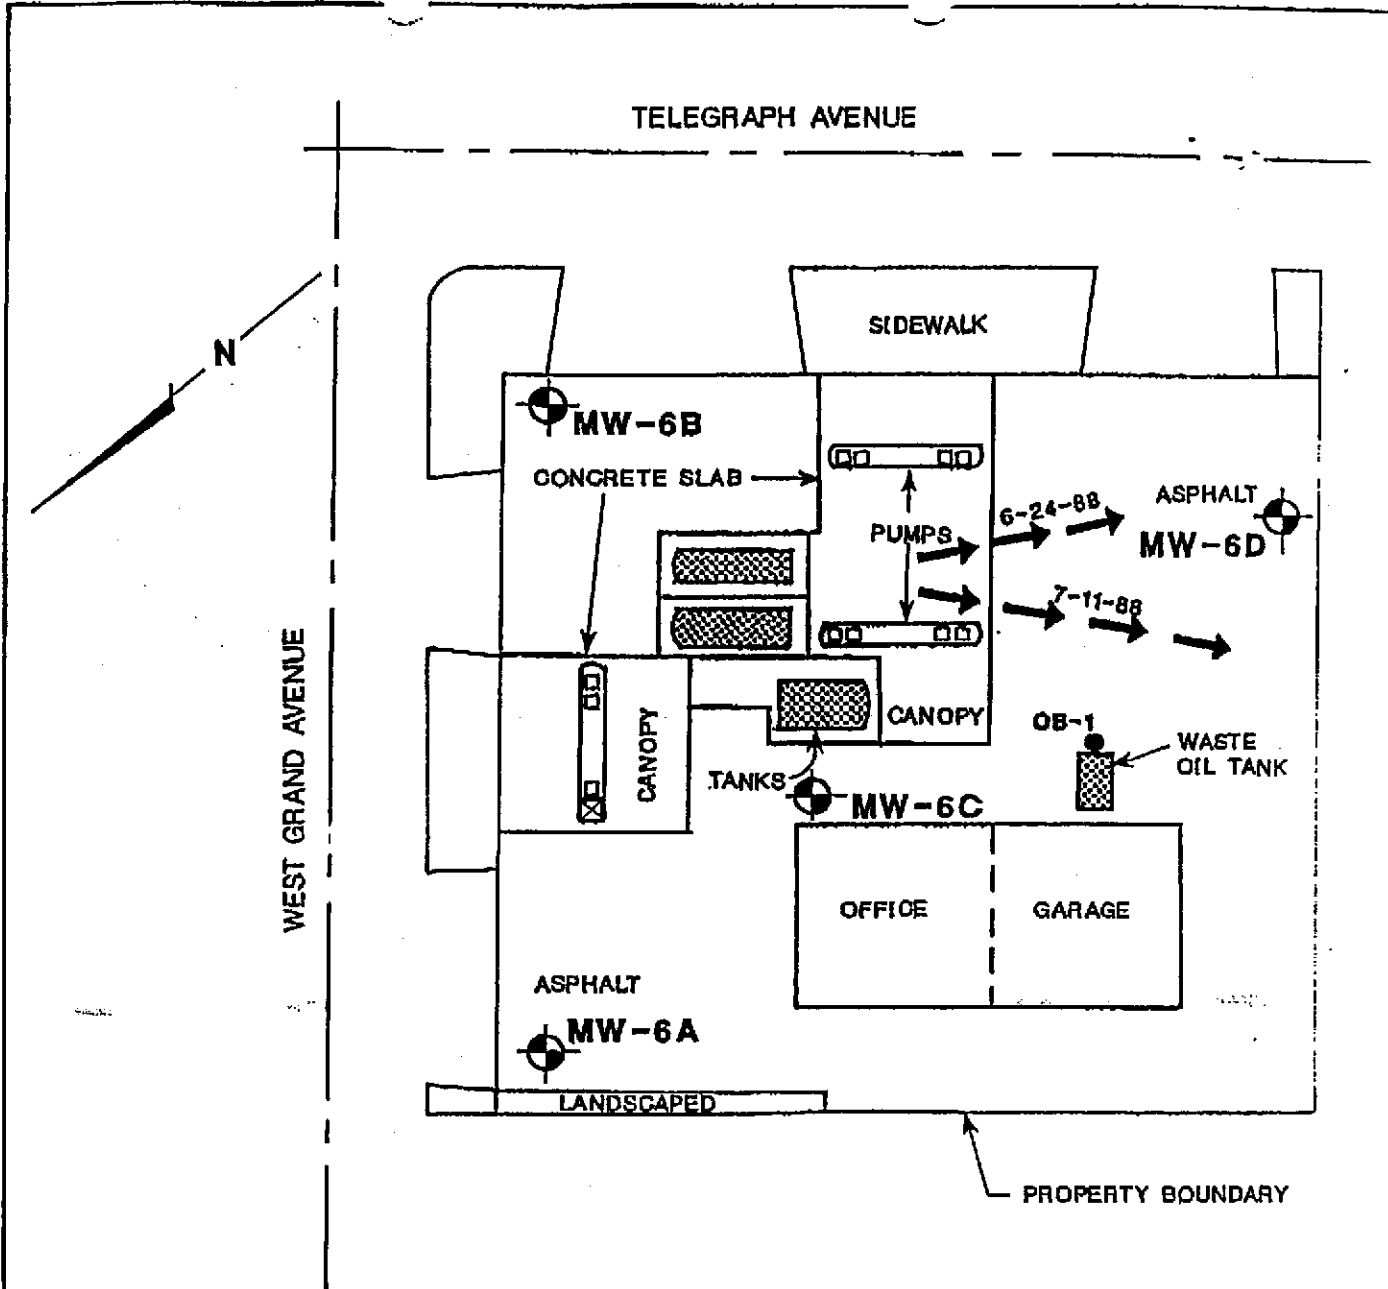 TELEGRAPH AVENUE
SIDEWALK
N
MW-6B
CONCRETE SLAB
6-24-88
ASPHALT
PUMPS
MW-6D
7-11-88
WEST GRAND AVENUE
CANOPY
CANOPY
OB-1
WASTE
OIL TANK
TANKS
MW-6C
OFFICE
GARAGE
ASPHALT
MW-6A
LANDSCAPED
PROPERTY BOUNDARY